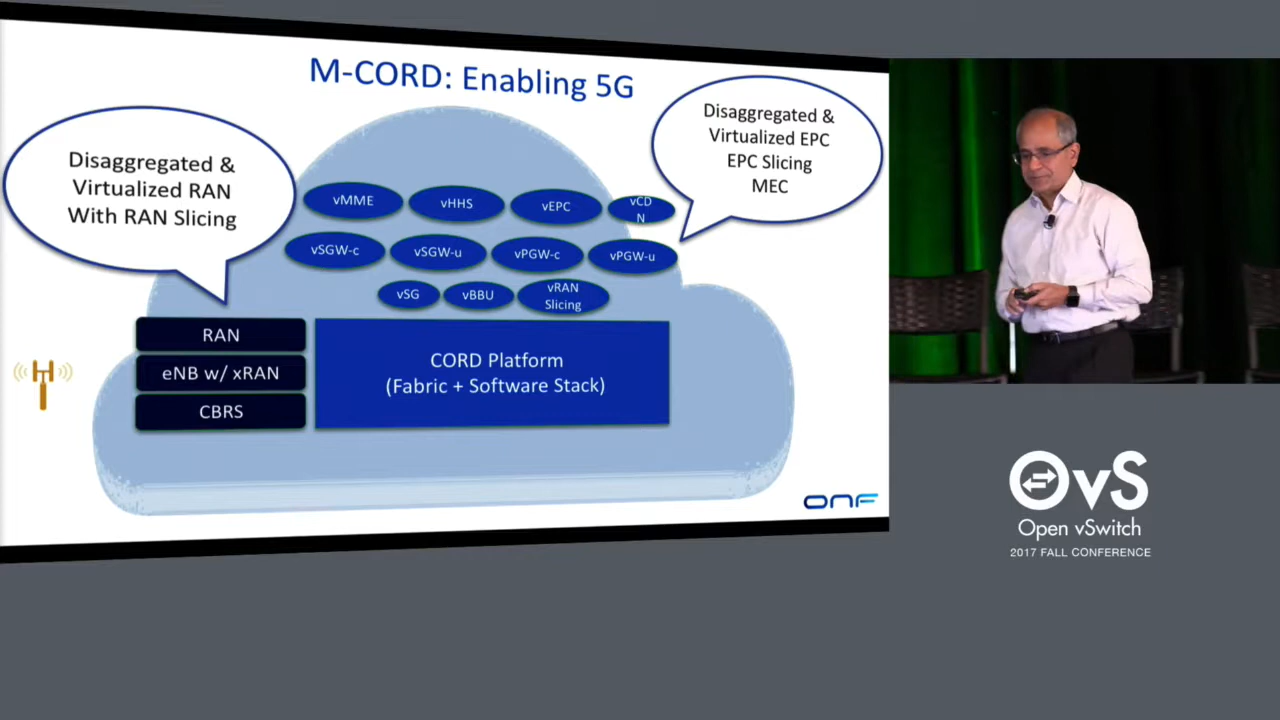 M-CORD: Enabling 5G
Disaggregated &
Virtualized RAN
With RAN Slicing
Disaggregated &
Virtualized EPC
EPC Slicing
MEC
vMME
vHHS
vEPC
vCD
N
vSGW-c
vSGW-u
vPGW-c
vPGW-u
vSG
vBBU
vRAN
Slicing
RAN
eNB w/ xRAN
CBRS
CORD Platform
(Fabric + Software Stack)
ONF
OvS
Open vSwitch
2017 FALL CONFERENCE